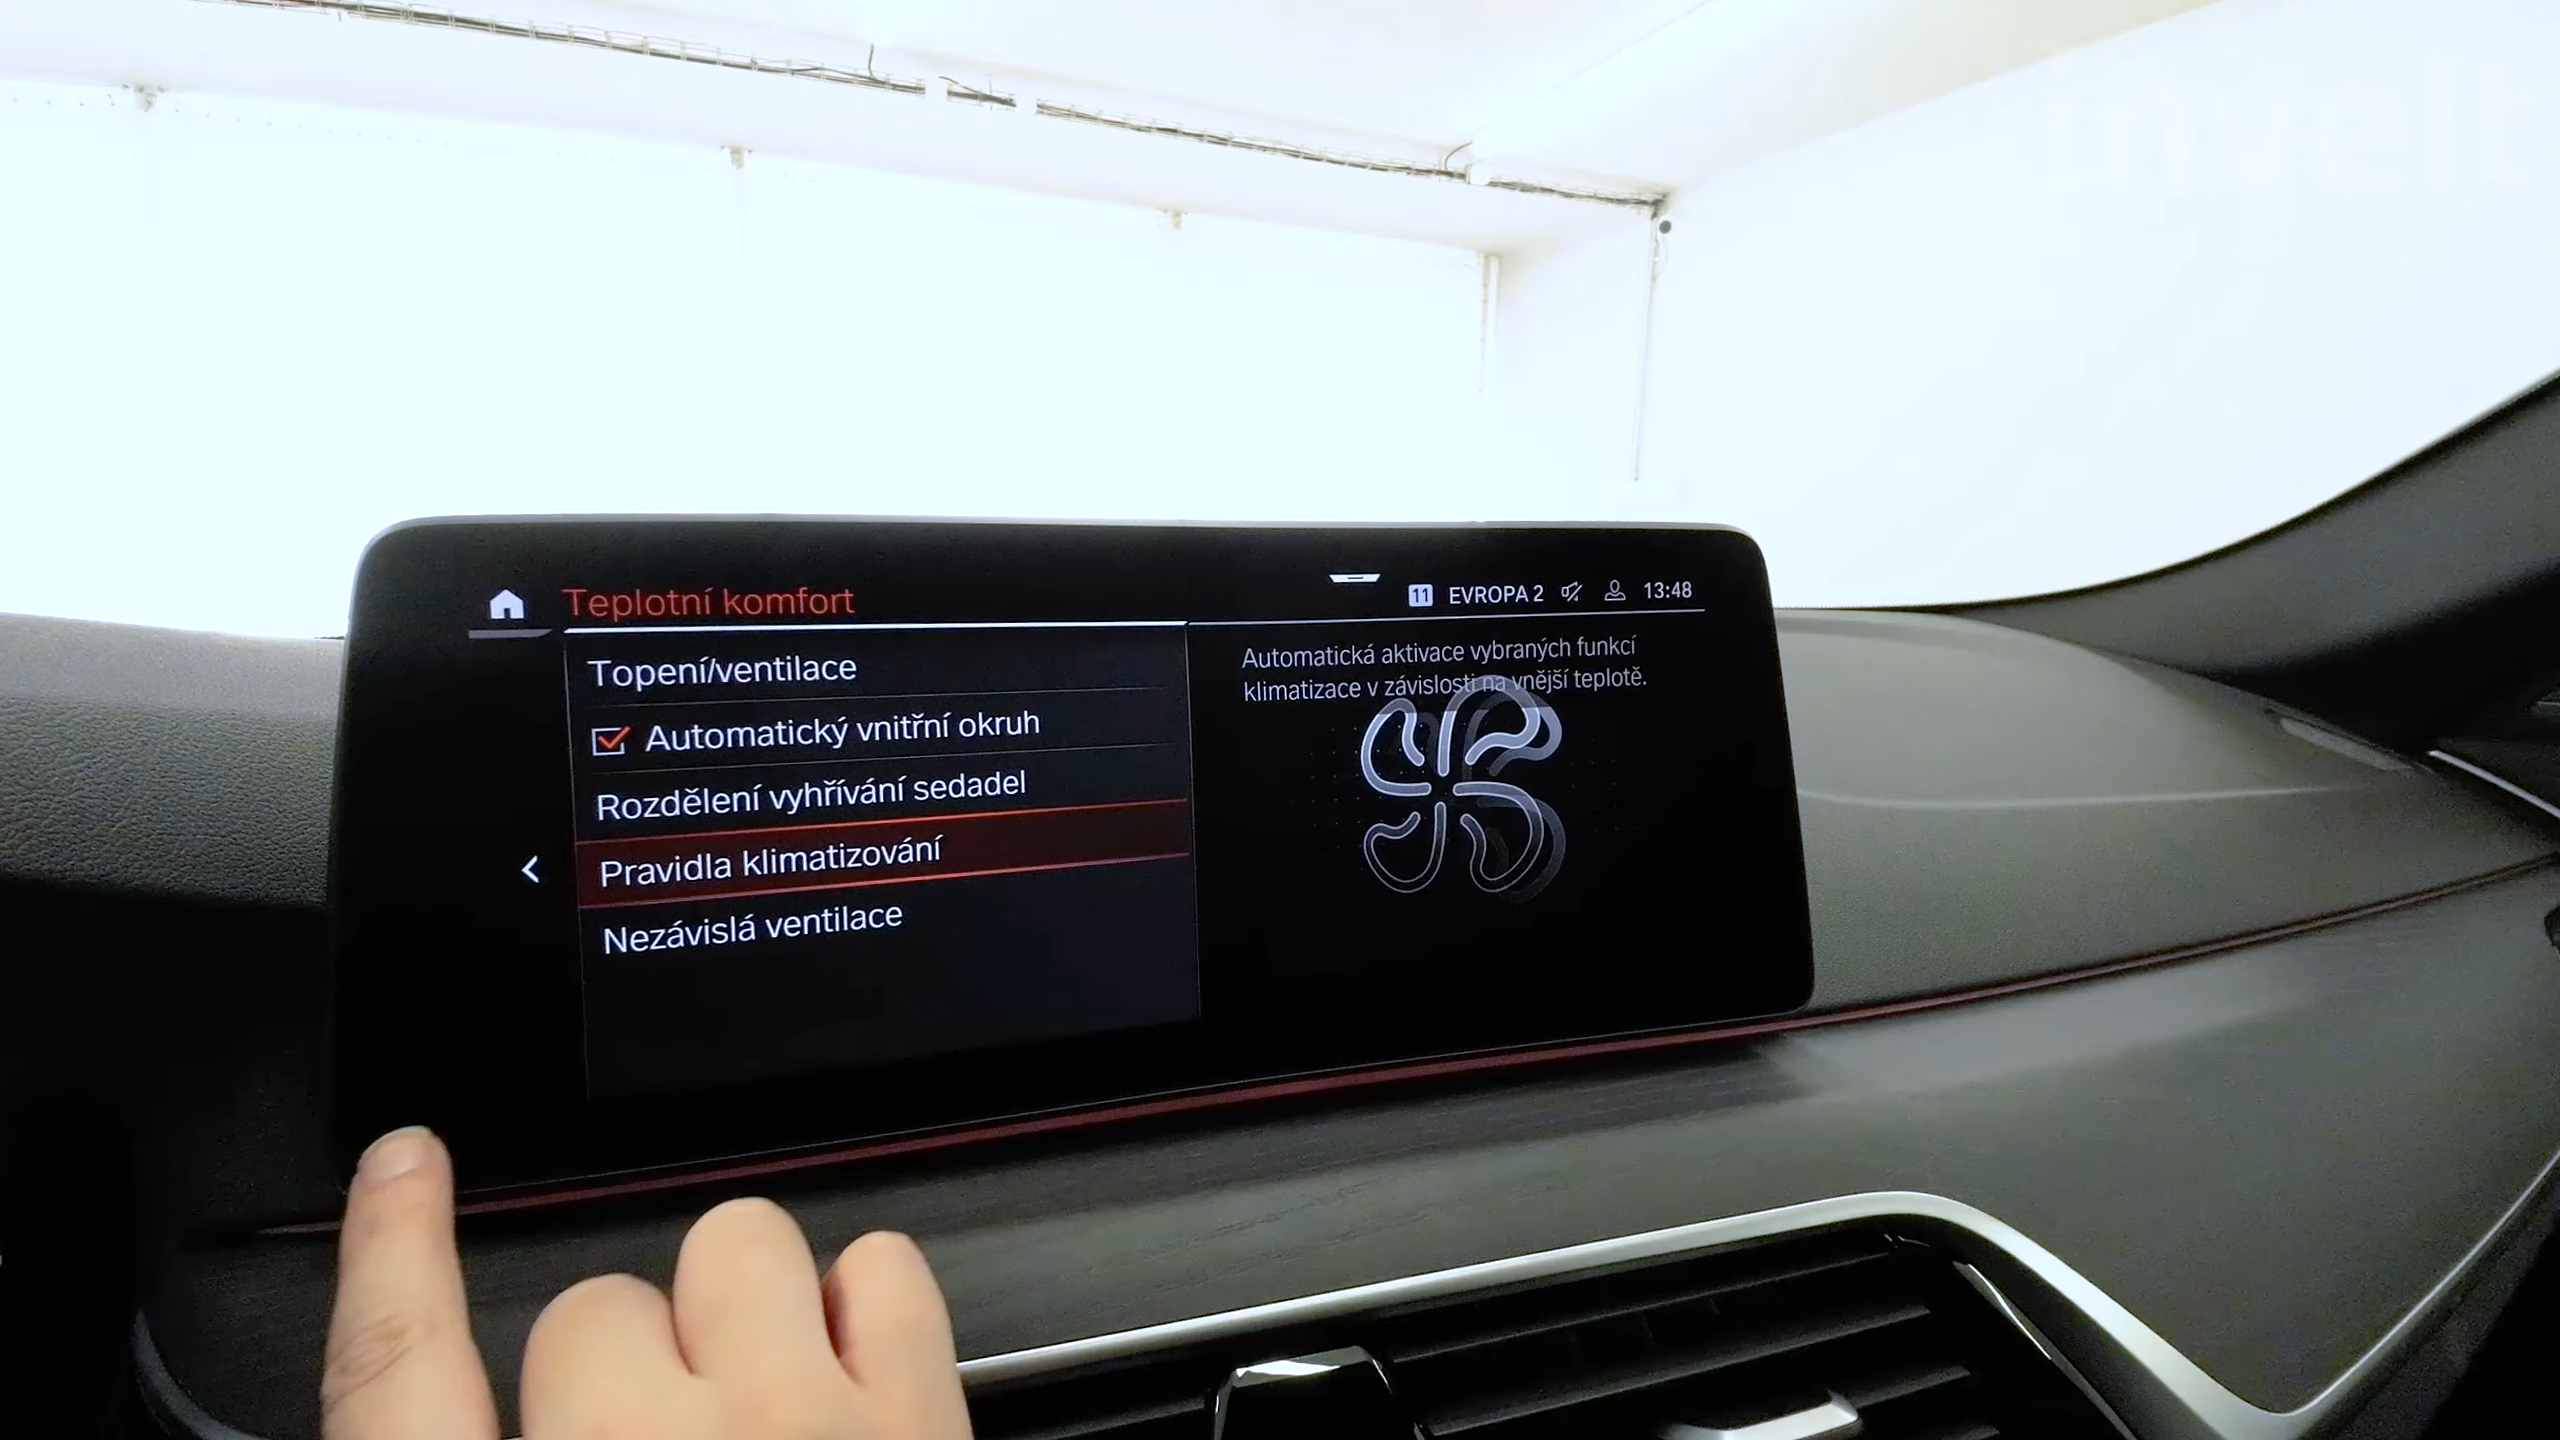 Teplotní komfort
11 EVROPA 2 13:48
Topení/ventilace
Automatický vnitřní okruh
Rozdělení vyhřívání sedadel
Pravidla klimatizování
Nezávislá ventilace
Automatická aktivace vybraných funkcí
klimatizace v závislosti na vnější teplotě.